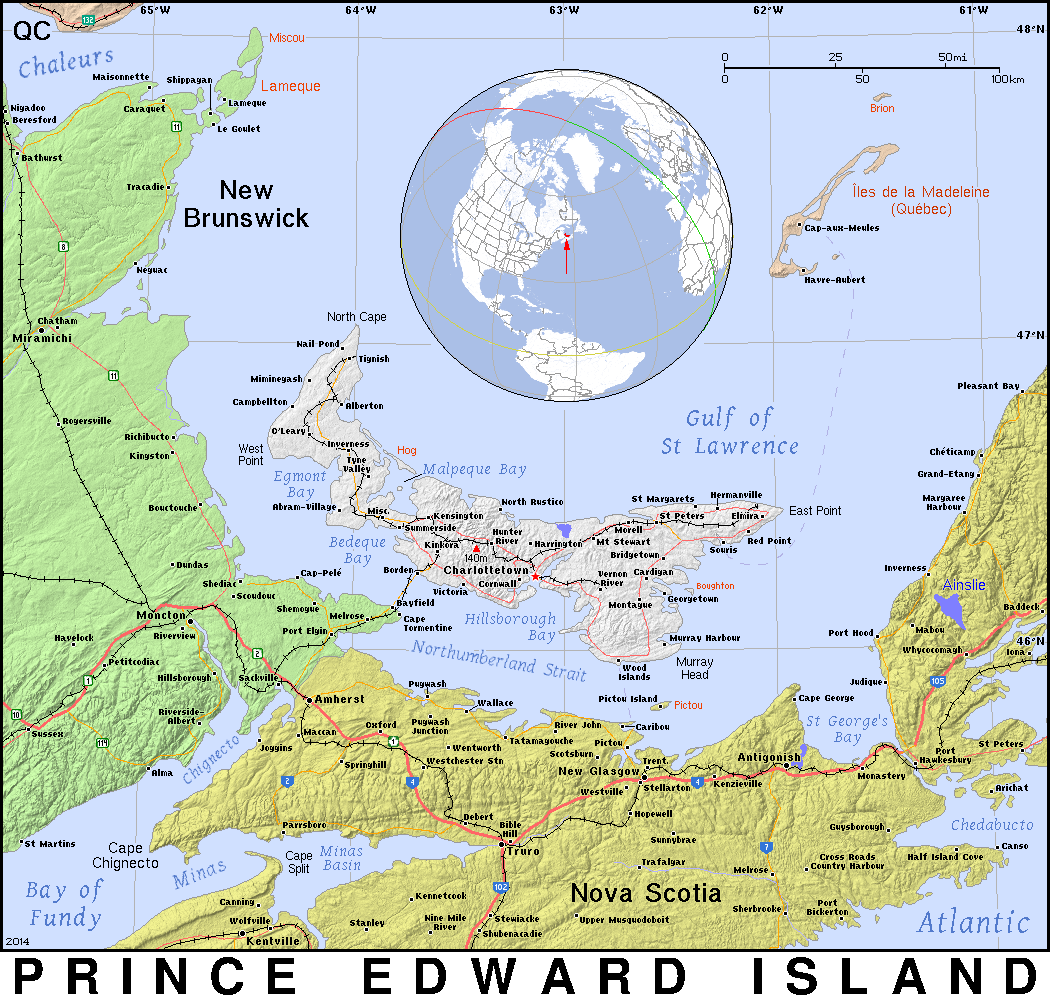 65°W
64°W
63°W
62°W
61°W
132
QC
48°N
Chaleurs
Miscou
Maisonnette
Shippagan
Lameque
Lameque
0
25
50mi
0
50
100km
Nigadoo
Beresford
Caraquet
11
Le Goulet
Brion
Bathurst
Tracadie
New
Brunswick
Îles de la Madeleine
(Québec)
Cap-aux-Meules
8
Neguac
Havre-Aubert
Chatham
Miramichi
North Cape
47°N
Nail Pond
Tignish
11
Miminegash
Pleasant Bay
Campbellton
Alberton
Rogersville
O'Leary
Gulf of
St Lawrence
Richibucto
Kingston
West
Point
Inverness
Tyne
Valley
Hog
Chéticamp
Malpeque Bay
Grand-Etang
Egmont
Bay
Bouctouche
Abram-Village
Misc.
North Rustico
St Margarets
Hermanville
Margaree
Harbour
Kensington
Summerside
St Peters
Elmira
East Point
Hunter
River
Morell
Bedeque
Bay
Kinkora
Harrington
Mt Stewart
Red Point
140m
Bridgetown
Souris
Dundas
Cap-Pelé
Borden
Charlottetown
Cornwall
Vernon
River
Cardigan
Inverness
Shediac
Scoudouc
Victoria
Boughton
Ainslie
Shemogue
Bayfield
Montague
Georgetown
Baddeck
Moncton
Melrose
Cape
Tormentine
Hillsborough
Bay
Riverview
Port Elgin
Port Hood
Mabou
Havelock
Murray Harbour
46°N
2
Northumberland Strait
Whycocomagh
Iona
Petitcodiac
Wood
Islands
Murray
Head
1
Hillsborough
Sackville
Pugwash
Judique
105
Amherst
Wallace
Pictou Island
Pictou
Cape George
10
Riverside-
Albert
Sussex
Oxford
Pugwash
Junction
River John
Caribou
St George's
Bay
114
Maccan
1
Tatamagouche
Pictou
Joggins
Wentworth
Scotsburn
St Peters
Chignecto
Springhill
Westchester Stn
Trent.
Antigonish
Port
Hawkesbury
Alma
New Glasgow
Monastery
2
4
Westville
Stellarton
4
Kenzieville
Arichat
Debert
Hopewell
Parrsboro
Bible
Hill
Guysborough
Chedabucto
St Martins
Sunnybrae
Cape
Chignecto
Cape
Split
Minas
Basin
Truro
7
Canso
Minas
Trafalgar
Melrose
Cross Roads
Country Harbour
Half Island Cove
Bay of
Fundy
102
Nova Scotia
Canning
Kennetcook
Port
Bickerton
Wolfville
Stanley
Nine Mile
River
Stewiacke
Upper Musquodoboit
Sherbrooke
Atlantic
Kentville
Shubenacadie
2014
PRINCE EDWARD ISLAND